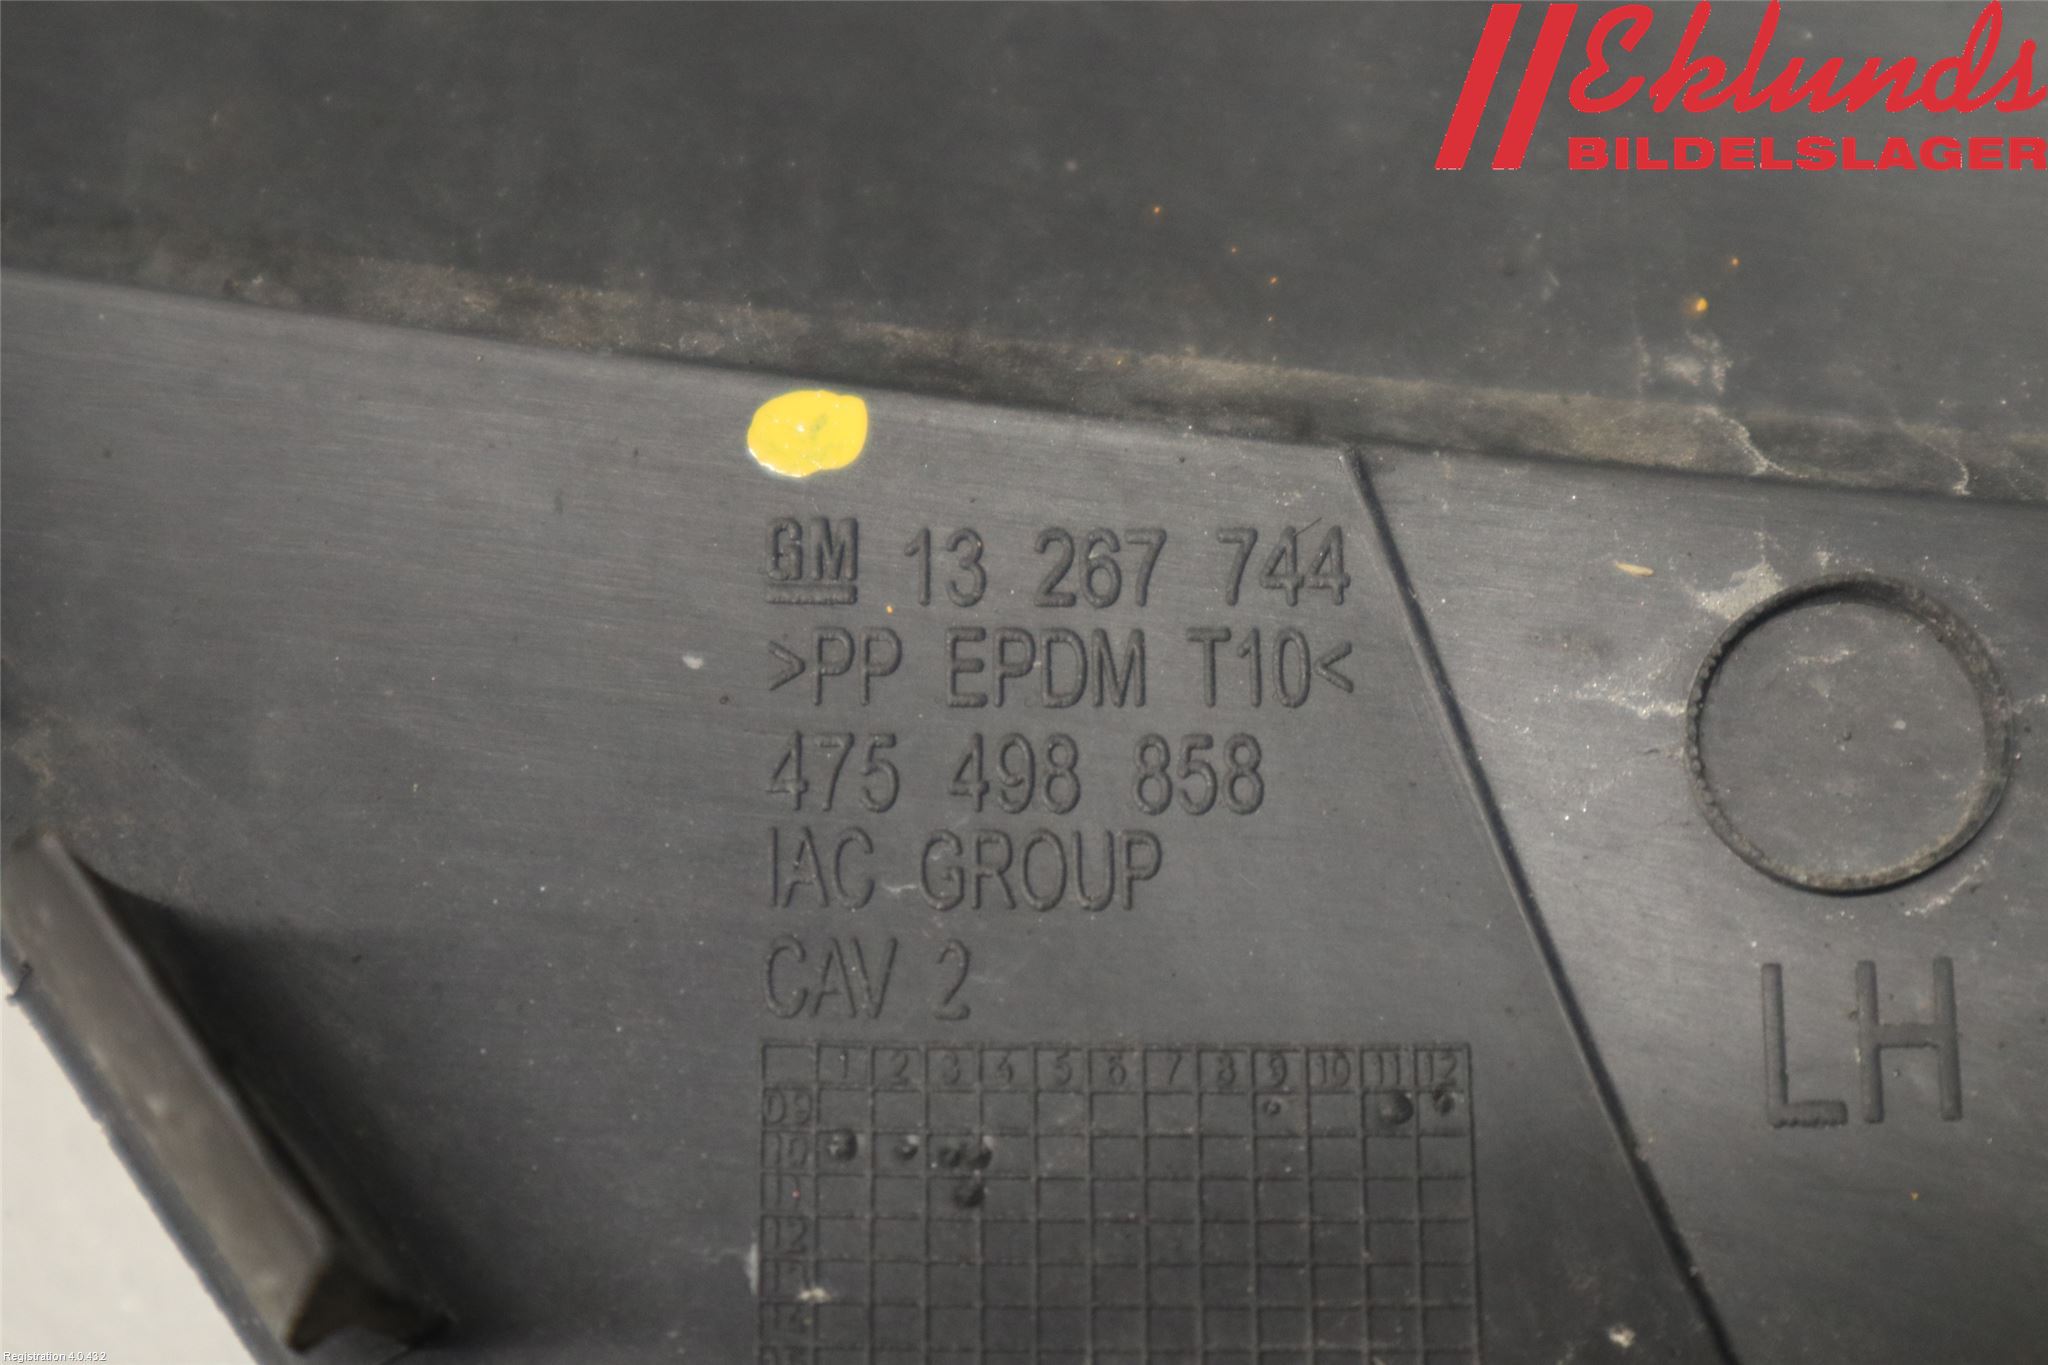 Eklunds
BILDELSLAGER
GM 13 267 744
>PP EPDM T10<
475 498 858
IAC GROUP
CAV 2
LH
1 2 3 4 5 6 7 8 9 10 11 12
09
10
11
12
13
14
Registration 4.0.43.2